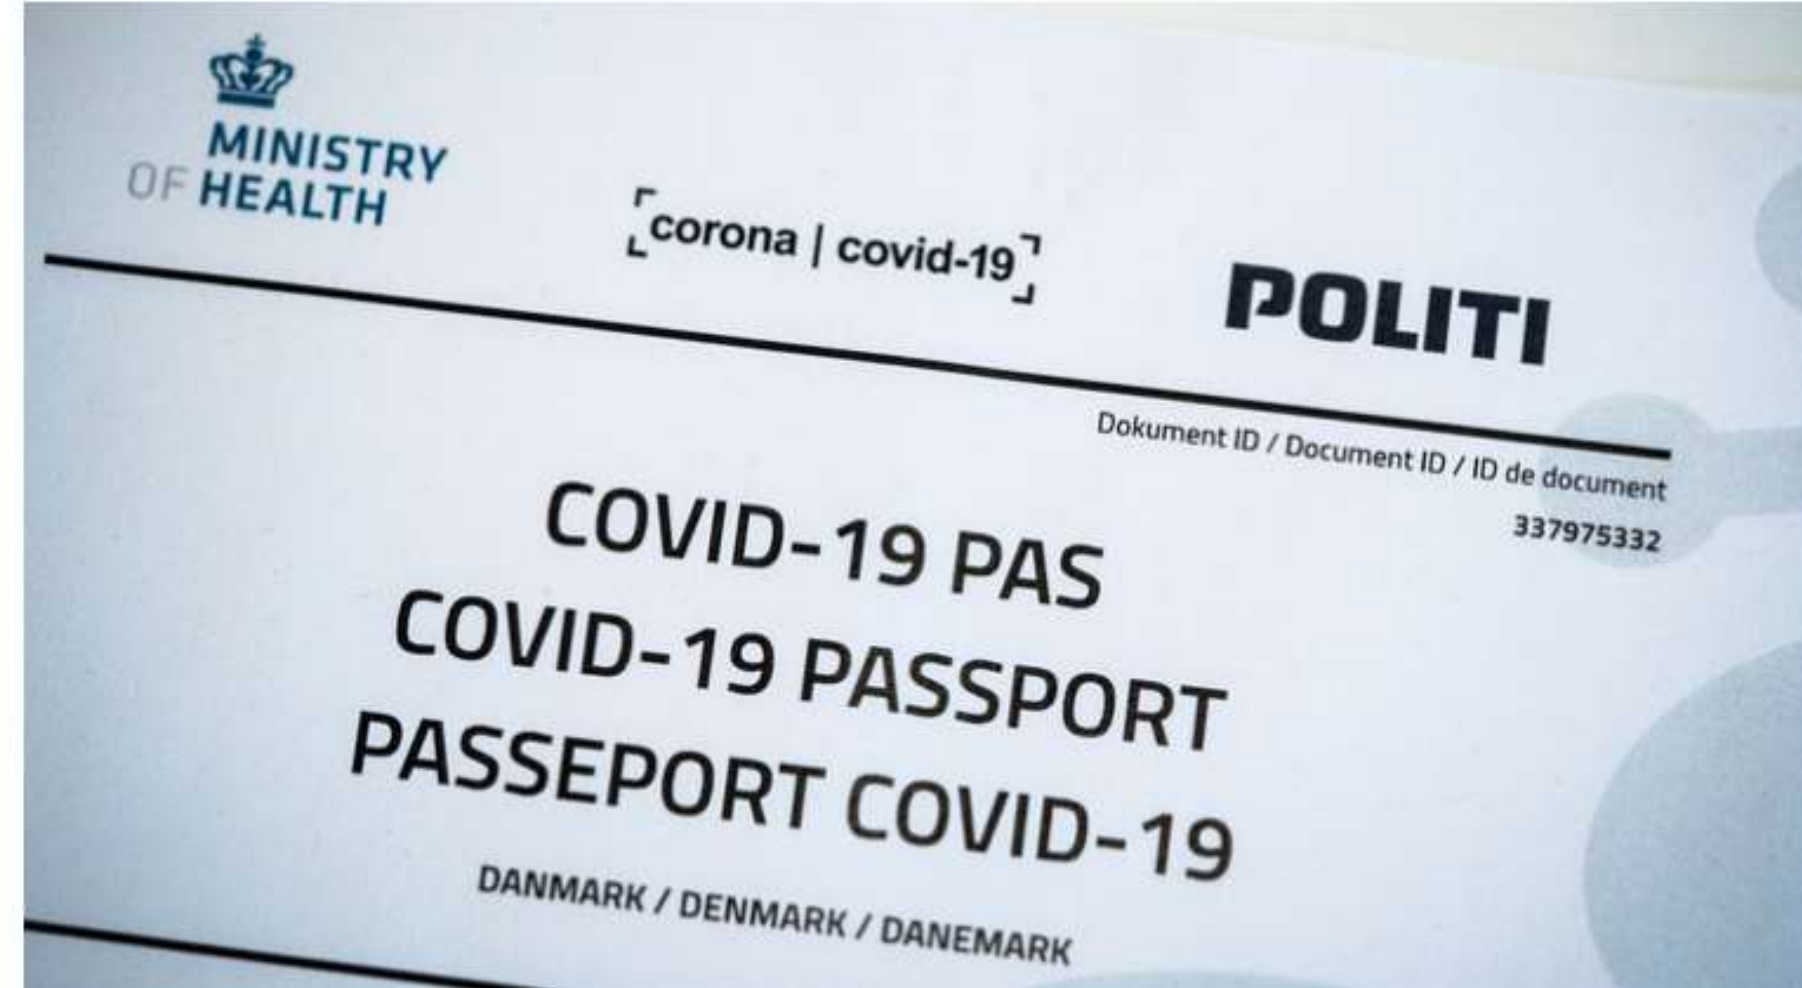 MINISTRY
OF HEALTH
corona | covid-19
POLITI
Dokument ID / Document ID / ID de document
337975332
COVID-19 PAS
COVID-19 PASSPORT
PASSEPORT COVID-19
DANMARK / DENMARK / DANEMARK